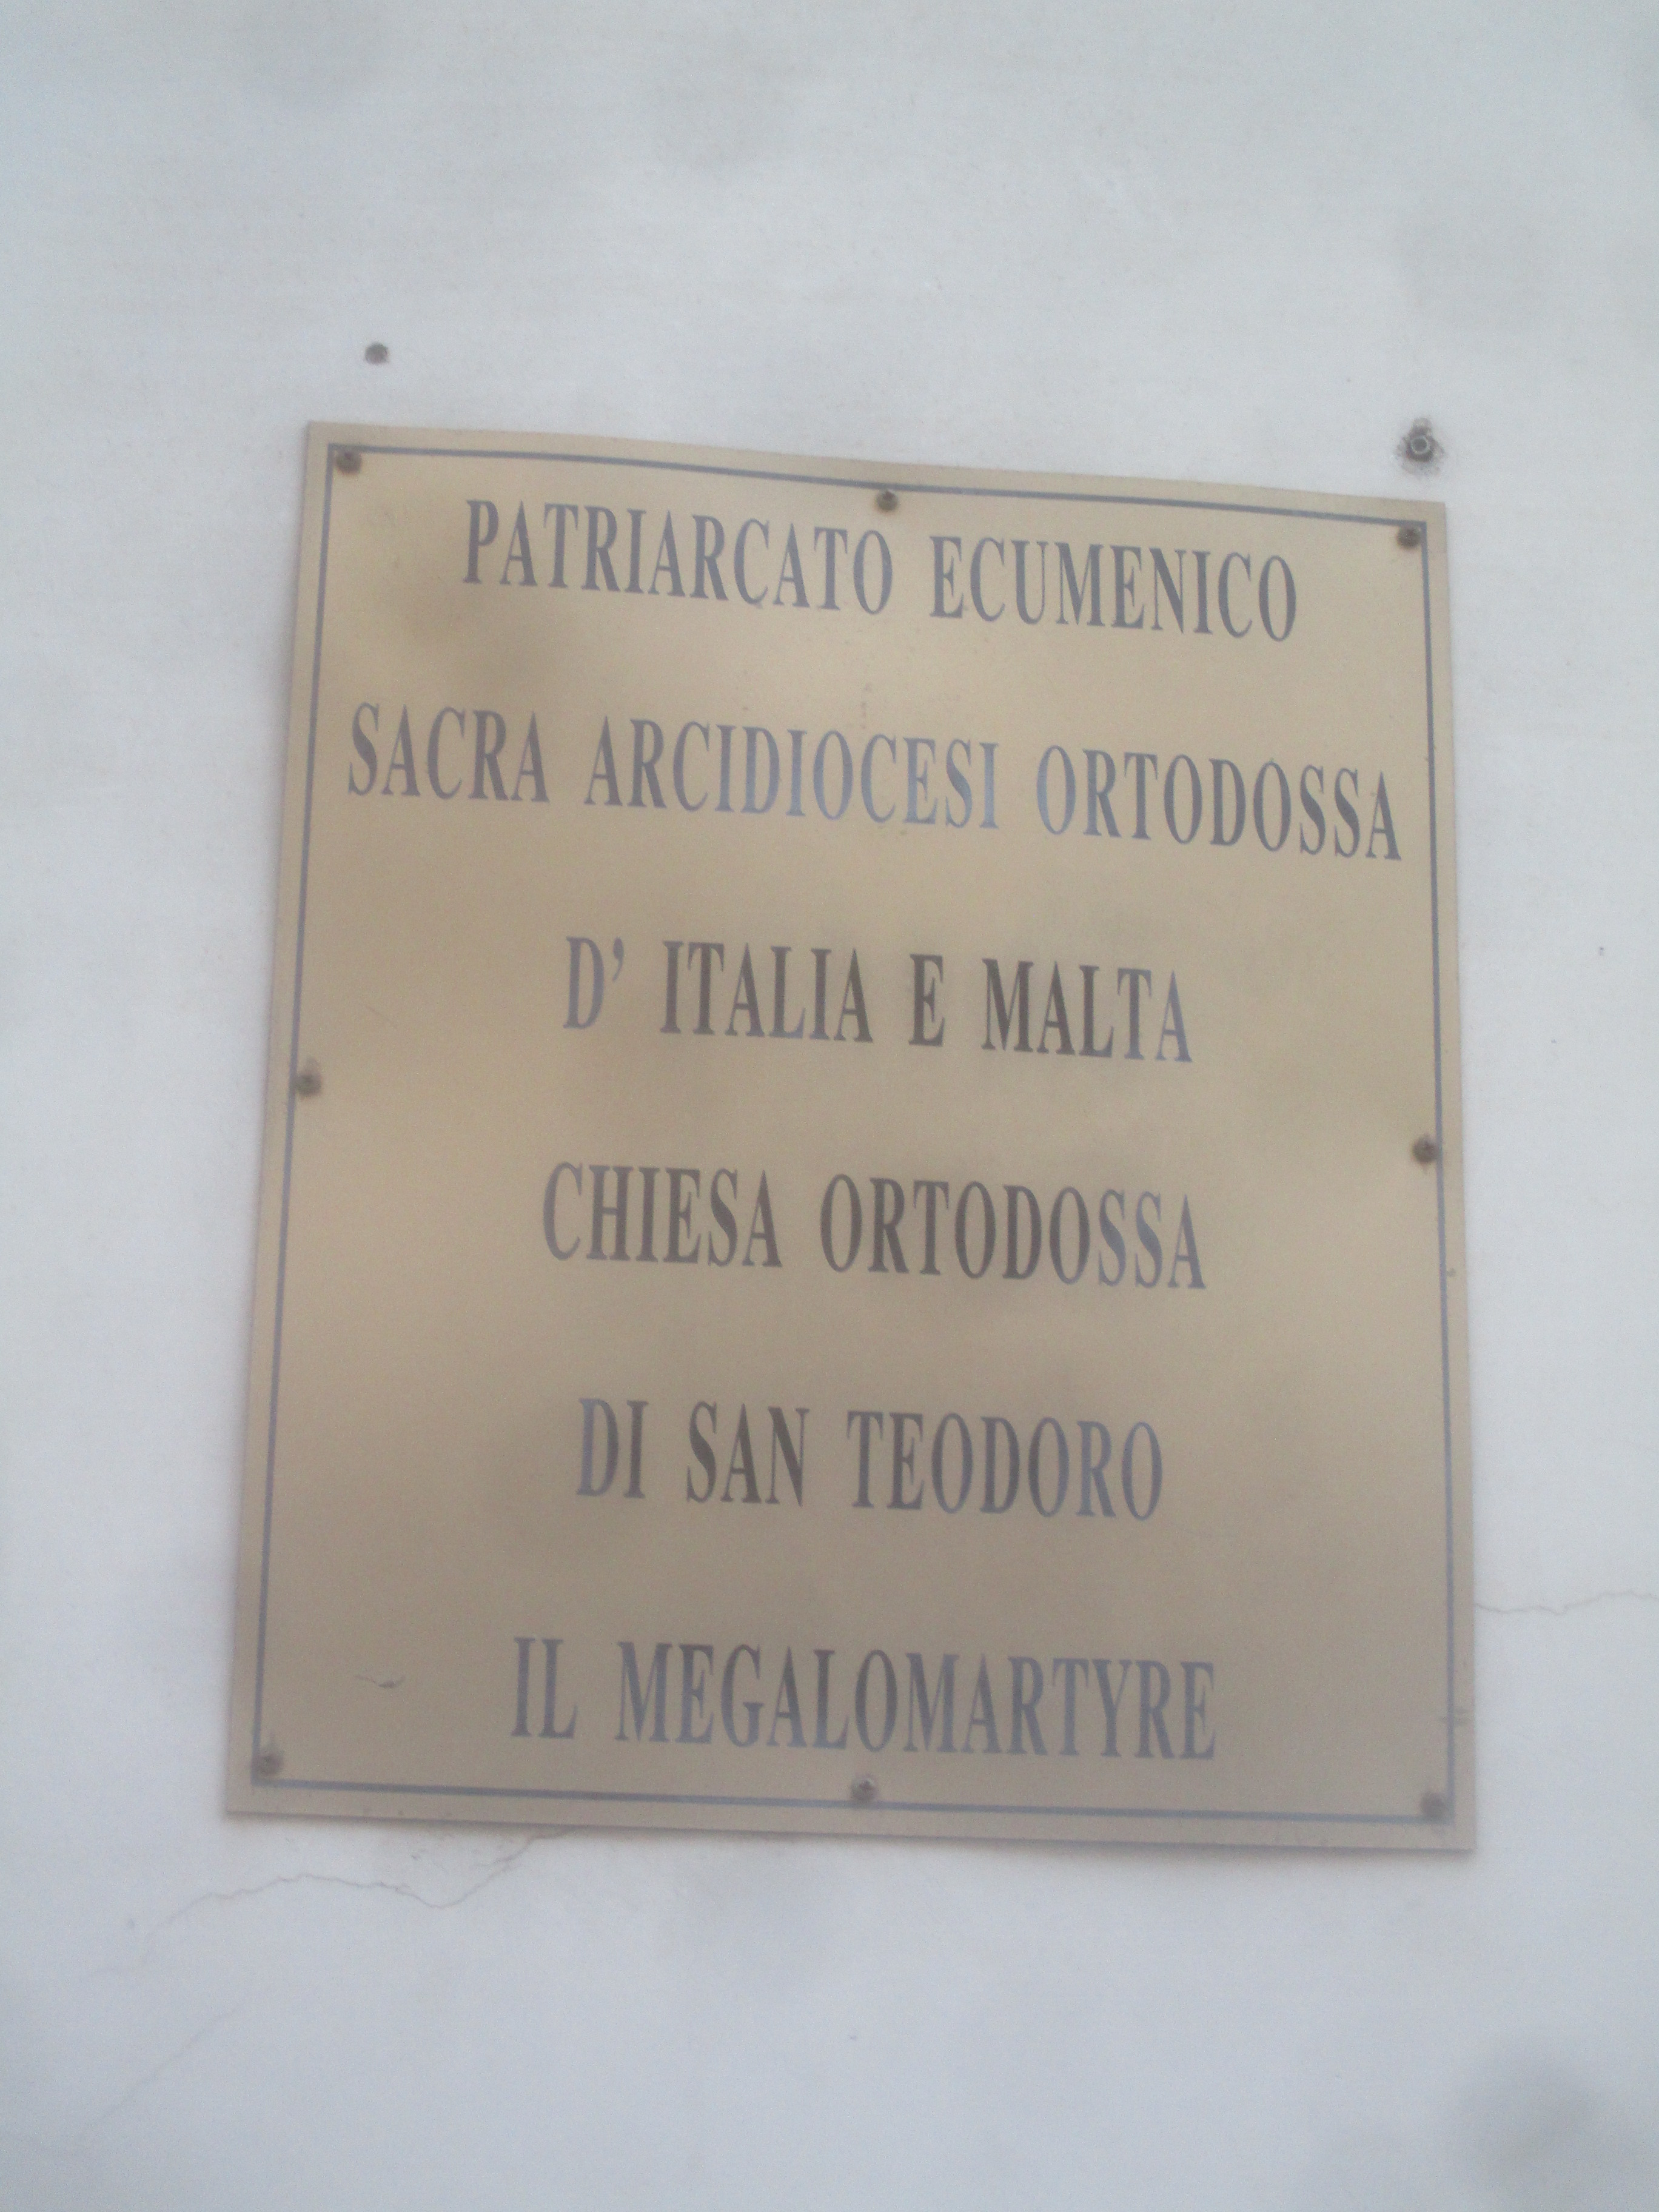 PATRIARCATO ECUMENICO
SACRA ARCIDIOCESI ORTODOSSA
D' ITALIA E MALTA
CHIESA ORTODOSSA
DI SAN TEODORO
IL MEGALOMARTYRE